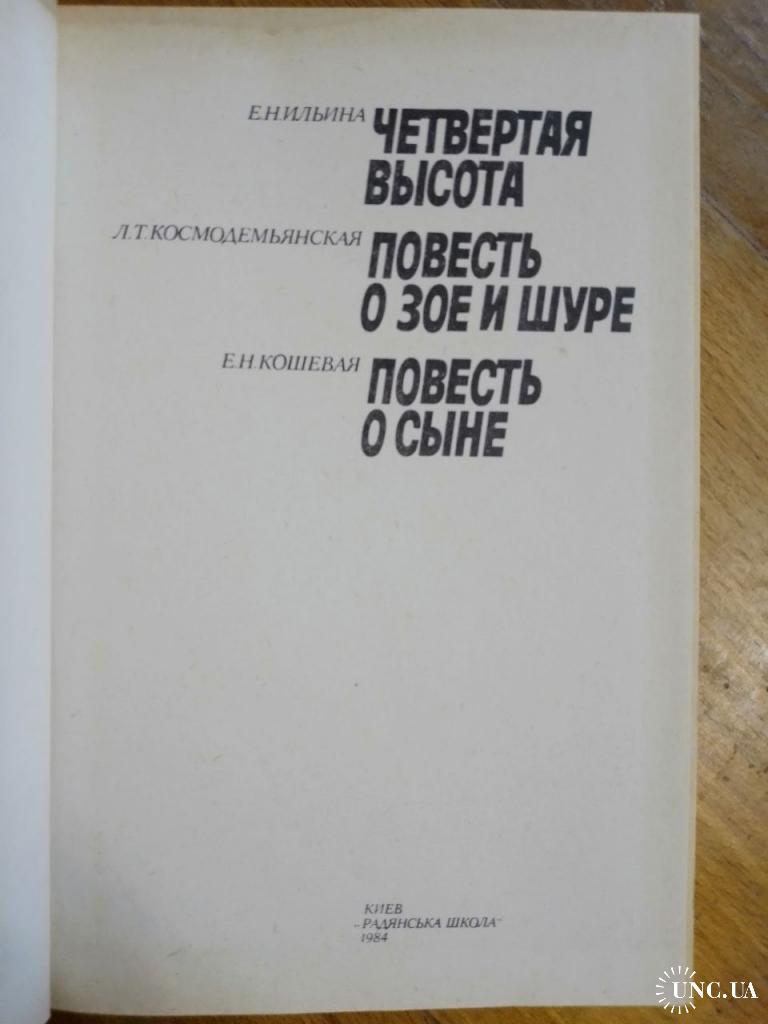 Е.Н.ИЛЬИНА ЧЕТВЕРТАЯ
ВЫСОТА
Л.Т.КОСМОДЕМЬЯНСКАЯ ПОВЕСТЬ
О ЗОЕ И ШУРЕ
Е.Н.КОШЕВАЯ ПОВЕСТЬ
О СЫНЕ
КИЕВ
„РАДЯНСЬКА ШКОЛА"
1984
UNC.UA